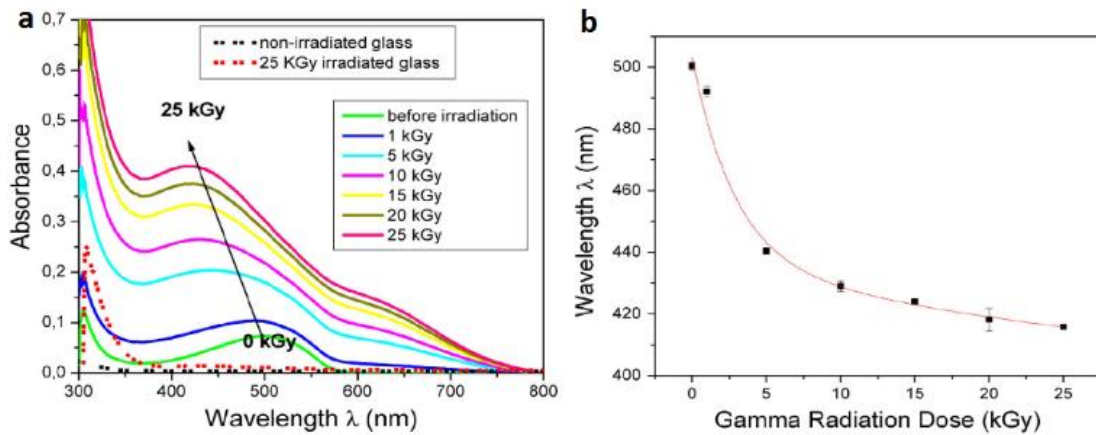 a
0,7
0,6
0,5
0,4
0,3
0,2
0,1
0,0
Absorbance
non-irradiated glass
25 KGy irradiated glass
25 kGy
before irradiation
1 kGy
5 kGy
10 kGy
15 kGy
20 kGy
25 kGy
0 kGy
300 400 500 600 700 800
Wavelength λ (nm)
b
500
480
460
440
420
400
Wavelength λ (nm)
0 5 10 15 20 25
Gamma Radiation Dose (kGy)